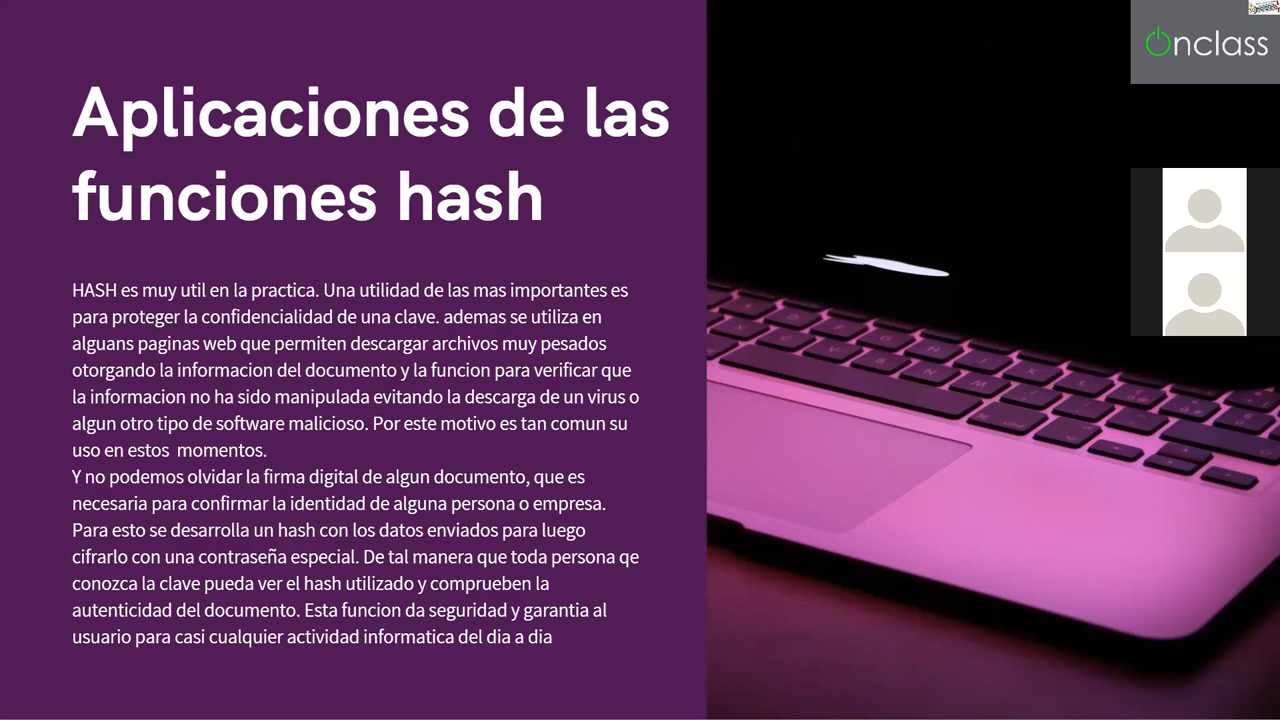 Aplicaciones de las
funciones hash
HASH es muy util en la practica. Una utilidad de las mas importantes es
para proteger la confidencialidad de una clave. ademas se utiliza en
alguans paginas web que permiten descargar archivos muy pesados
otorgando la informacion del documento y la funcion para verificar que
la informacion no ha sido manipulada evitando la descarga de un virus o
algun otro tipo de software malicioso. Por este motivo es tan comun su
uso en estos  momentos.
Y no podemos olvidar la firma digital de algun documento, que es
necesaria para confirmar la identidad de alguna persona o empresa.
Para esto se desarrolla un hash con los datos enviados para luego
cifrarlo con una contraseña especial. De tal manera que toda persona qe
conozca la clave pueda ver el hash utilizado y comprueben la
autenticidad del documento. Esta funcion da seguridad y garantia al
usuario para casi cualquier actividad informatica del dia a dia
Onclass